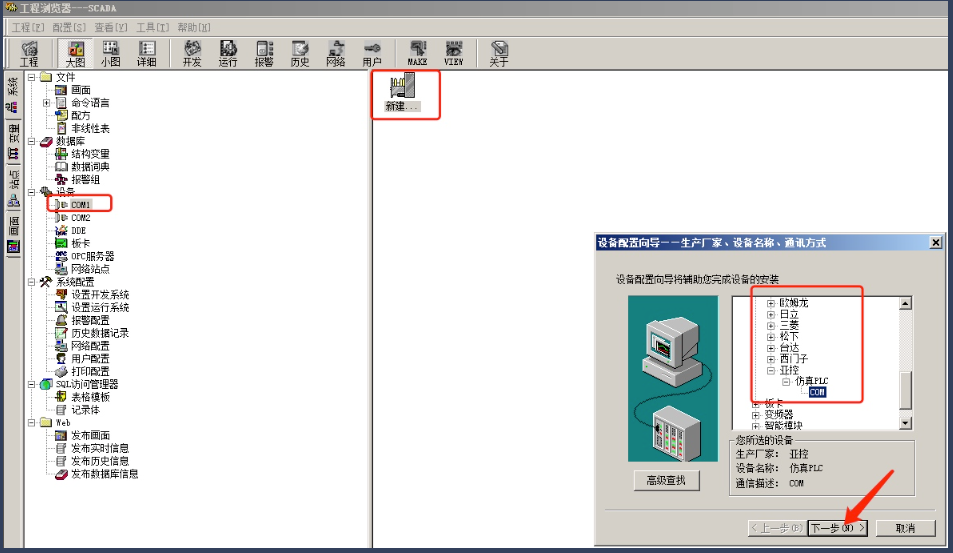 工程浏览器---SCADA
工程[F] 配置[S] 查看[V] 工具[T] 帮助[H]
工程 大图 小图 详细 开发 运行 报警 历史 网络 用户 MAKE VIEW 关于
系统
变量
站点
画面
文件
画面
命令语言
配方
非线性表
数据库
结构变量
数据词典
报警组
设备
COM1
COM2
DDE
板卡
OPC服务器
网络站点
系统配置
设置开发系统
设置运行系统
报警配置
历史数据记录
网络配置
用户配置
打印配置
SQL访问管理器
表格模板
记录体
Web
发布画面
发布实时信息
发布历史信息
发布数据库信息
新建...
设备配置向导--生产厂家、设备名称、通讯方式
设备配置向导将辅助您完成设备的安装
欧姆龙
日立
三菱
松下
台达
西门子
亚控
仿真PLC
COM
板卡
变频器
智能模块
您所选的设备
生产厂家： 亚控
设备名称： 仿真PLC
通信描述： COM
高级查找
< 上一步(B) 下一步(N) > 取消